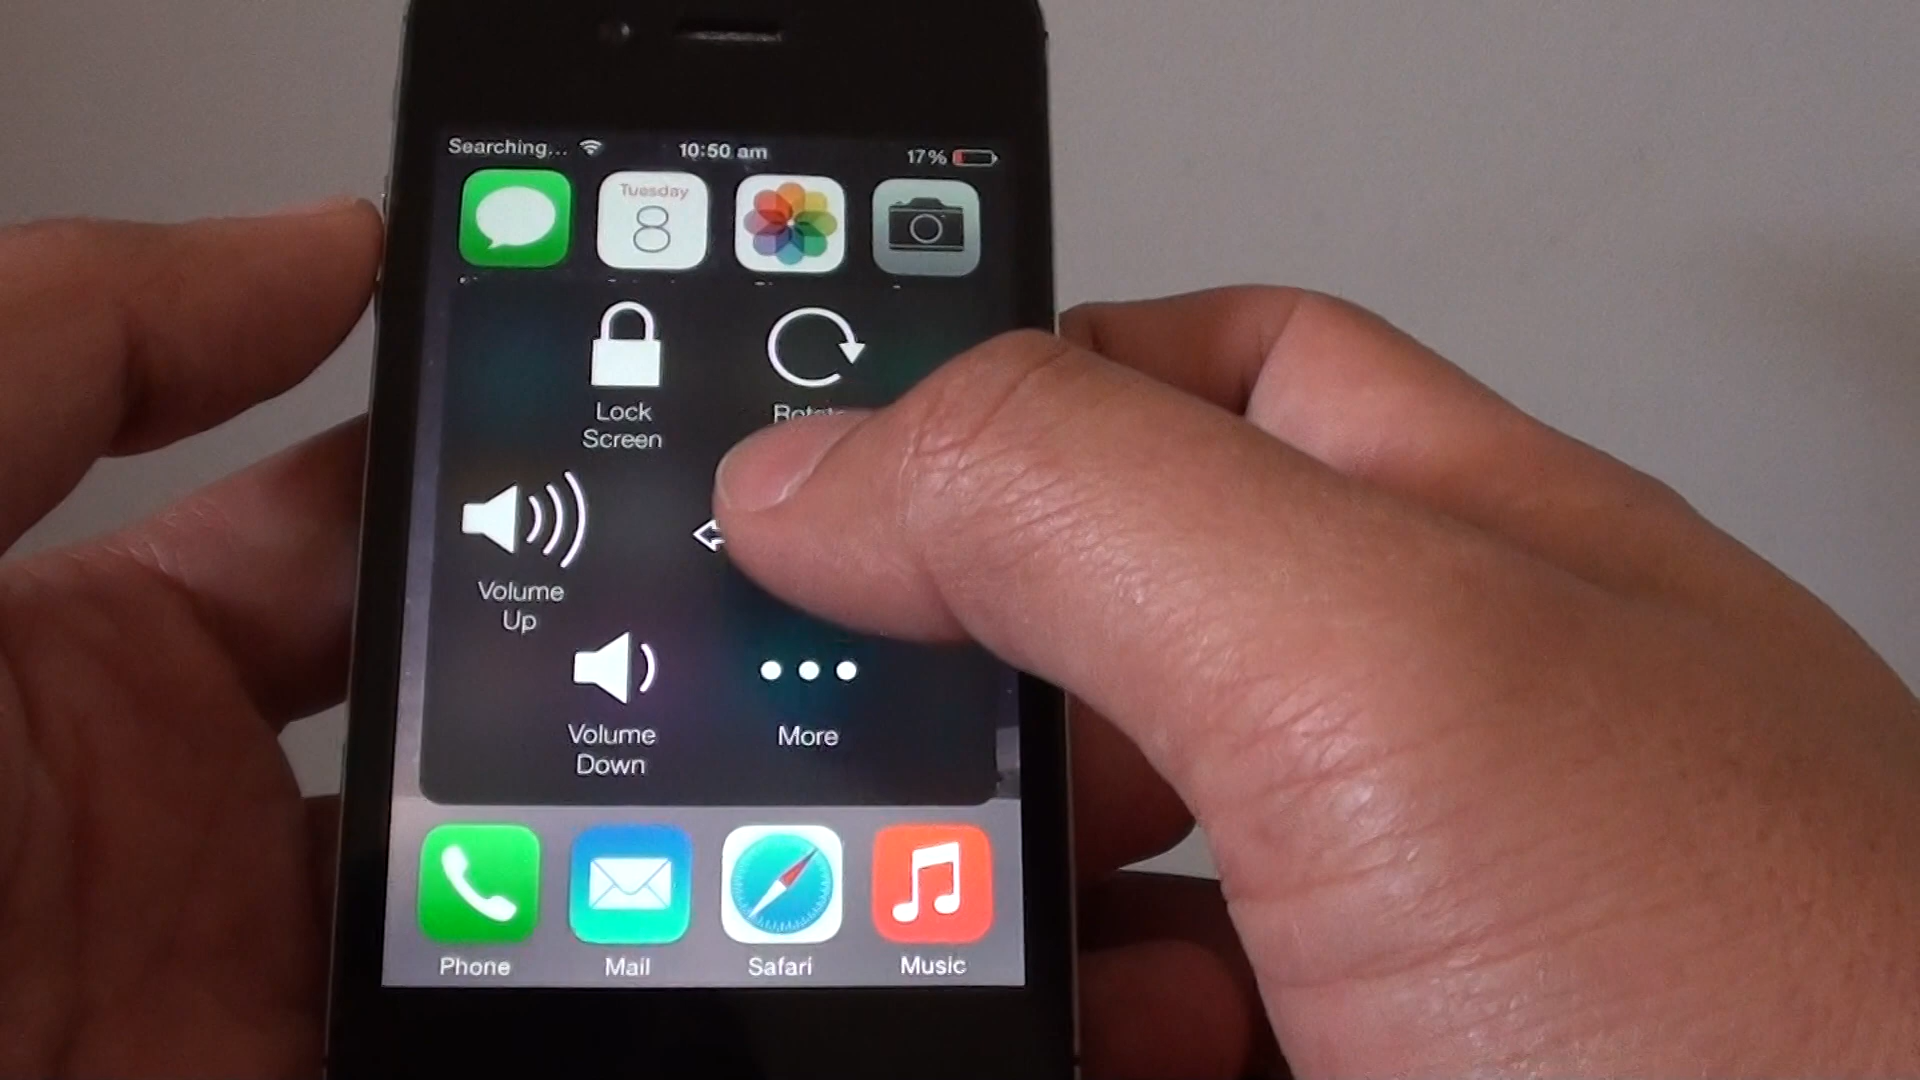 Searching... 10:50 am 17%
Tuesday
8
Lock
Screen
Volume
Up
Volume
Down
More
Phone Mail Safari Music